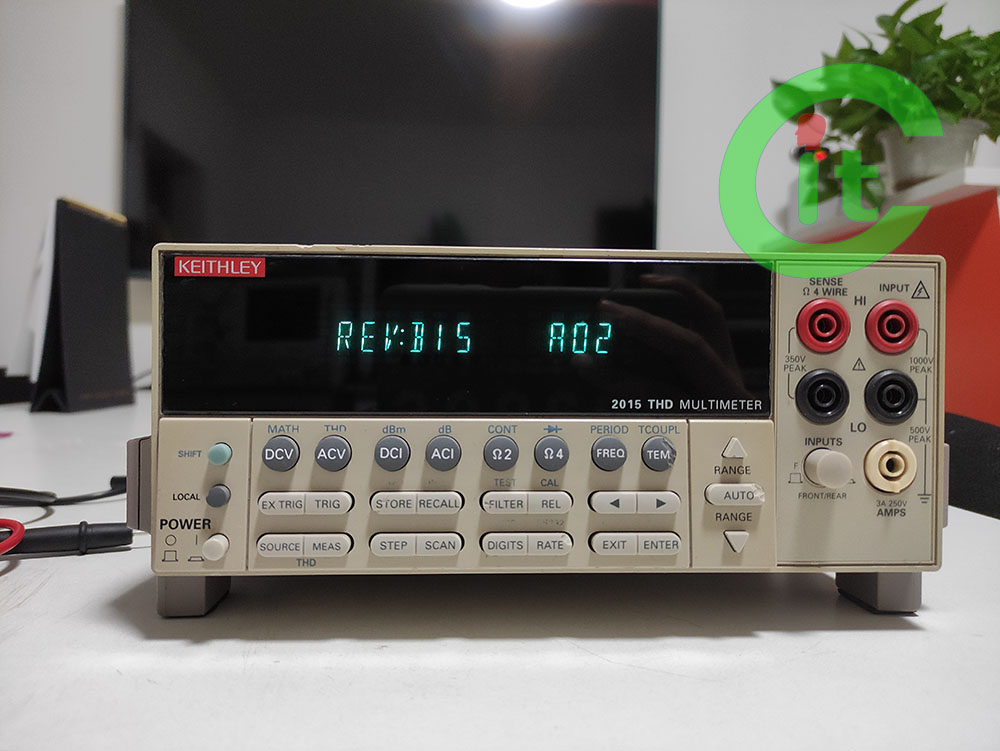 Cit
KEITHLEY
REV:B15 A02
2015 THD MULTIMETER
SENSE
Ω 4 WIRE
HI
INPUT
350V
PEAK
1000V
PEAK
LO
500V
PEAK
INPUTS
F
FRONT/REAR
3A 250V
AMPS
MATH THD dBm dB CONT PERIOD TCOUPL
SHIFT DCV ACV DCI ACI Ω2 Ω4 FREQ TEM
RANGE
TEST CAL
LOCAL EX TRIG TRIG STORE RECALL FILTER REL AUTO
POWER
RANGE
SOURCE MEAS STEP SCAN DIGITS RATE EXIT ENTER
THD